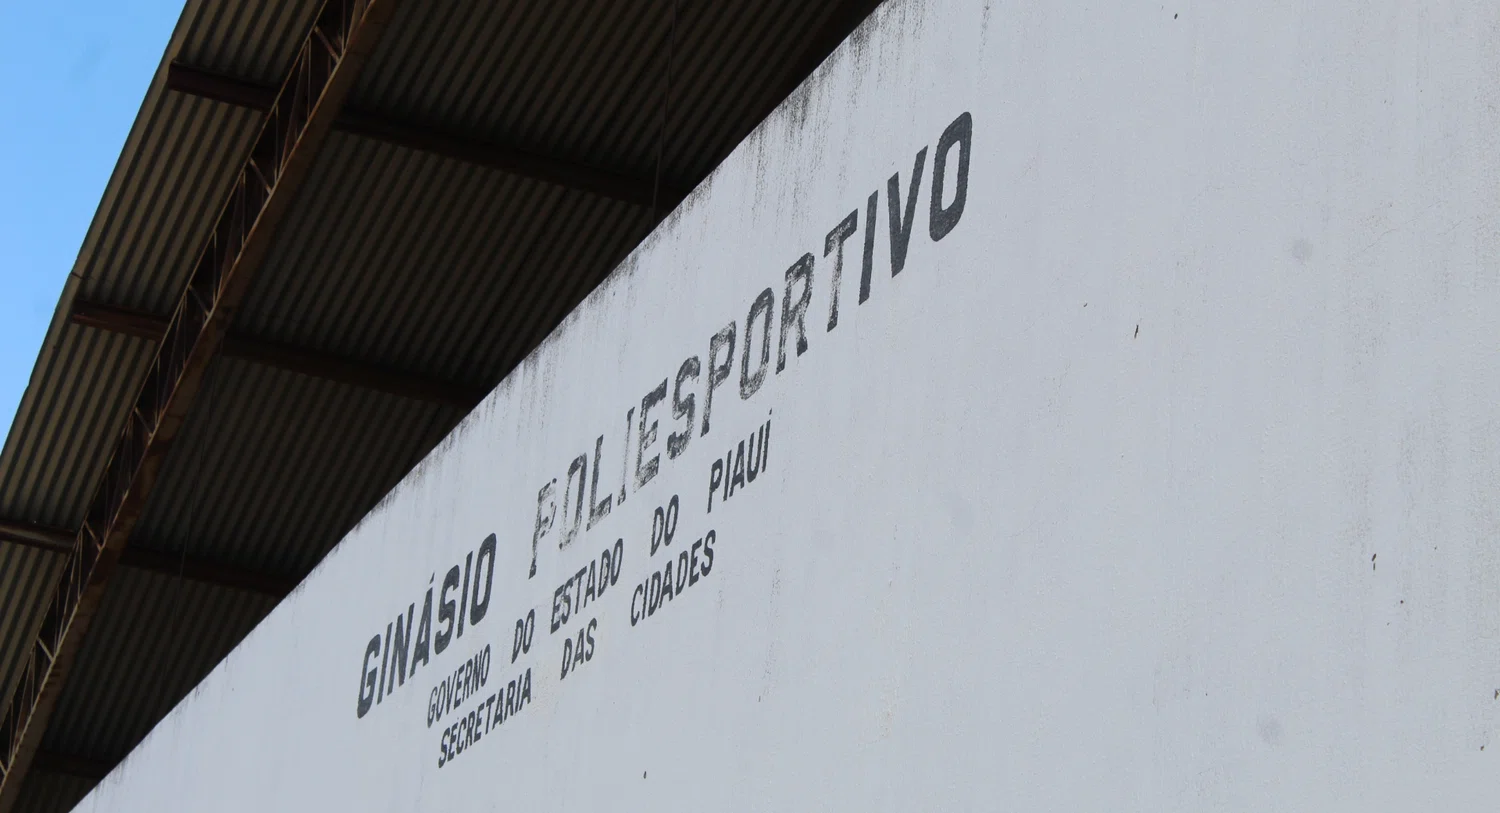 GINÁSIO POLIESPORTIVO
GOVERNO DO ESTADO DO PIAUÍ
SECRETARIA DAS CIDADES